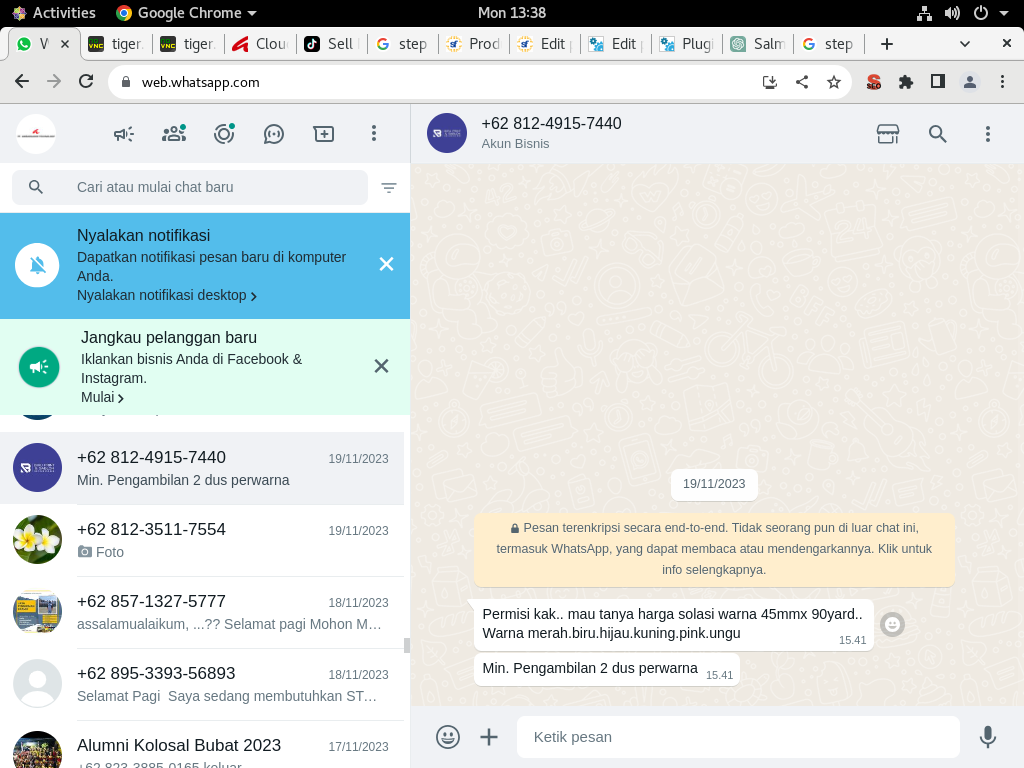 Activities
Google Chrome
Mon 13:38
W
tiger
tiger
Clou
Sell
step
Prod
Edit
Edit
Plugi
Salm
step
web.whatsapp.com
SEO
+62 812-4915-7440
Akun Bisnis
Cari atau mulai chat baru
Nyalakan notifikasi
Dapatkan notifikasi pesan baru di komputer
Anda.
Nyalakan notifikasi desktop
Jangkau pelanggan baru
Iklankan bisnis Anda di Facebook &
Instagram.
Mulai
+62 812-4915-7440
19/11/2023
Min. Pengambilan 2 dus perwarna
+62 812-3511-7554
19/11/2023
Foto
+62 857-1327-5777
18/11/2023
assalamualaikum, ...?? Selamat pagi Mohon M…
+62 895-3393-56893
18/11/2023
Selamat Pagi  Saya sedang membutuhkan ST…
Alumni Kolosal Bubat 2023
17/11/2023
+62 823-3885-0165 keluar
19/11/2023
Pesan terenkripsi secara end-to-end. Tidak seorang pun di luar chat ini,
termasuk WhatsApp, yang dapat membaca atau mendengarkannya. Klik untuk
info selengkapnya.
Permisi kak.. mau tanya harga solasi warna 45mmx 90yard..
Warna merah.biru.hijau.kuning.pink.ungu
15.41
Min. Pengambilan 2 dus perwarna
15.41
Ketik pesan